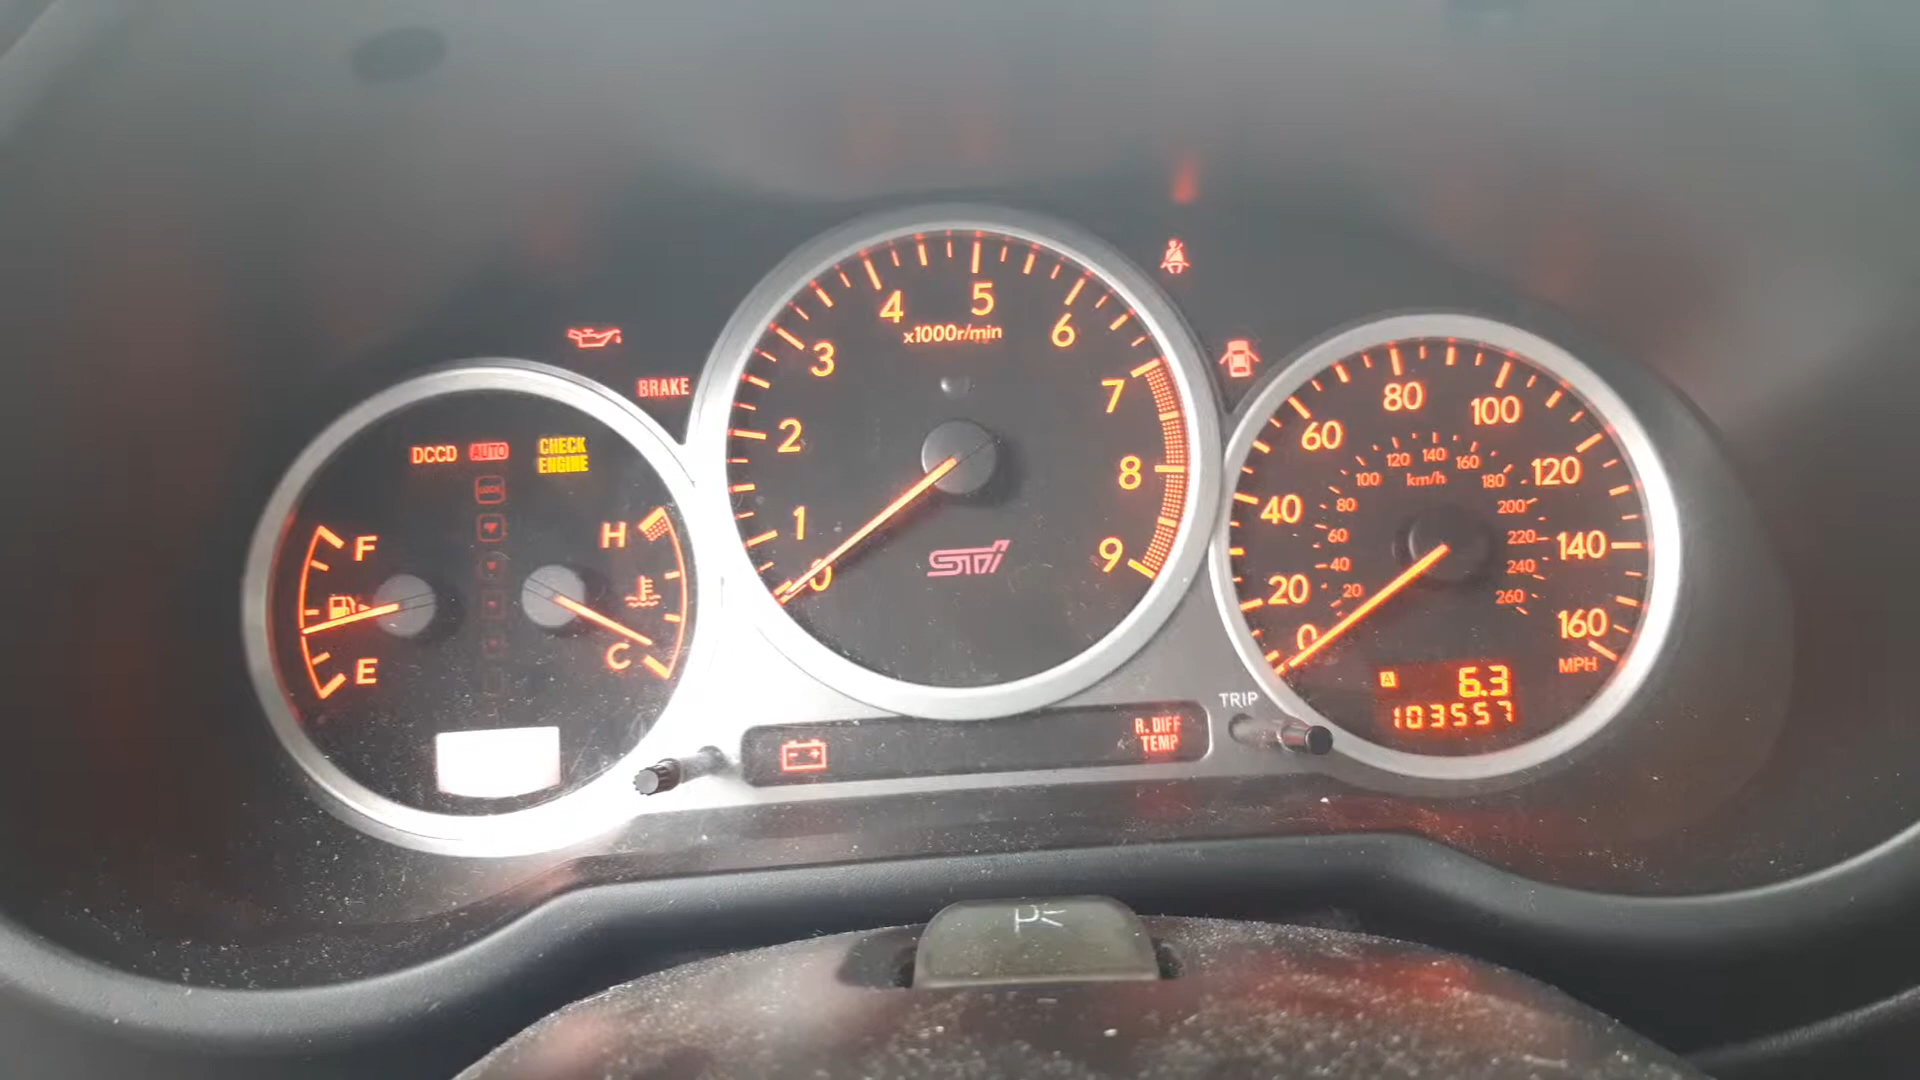 BRAKE
DCCD AUTO
CHECK
ENGINE
LOCK
F
E
H
C
0
1
2
3
4
5
6
7
8
9
x1000r/min
STi
0
20
40
60
80
100
120
140
160
MPH
20
40
60
80
100
120
140
160
180
200
220
240
260
km/h
A 6.3
103557
TRIP
R. DIFF
TEMP